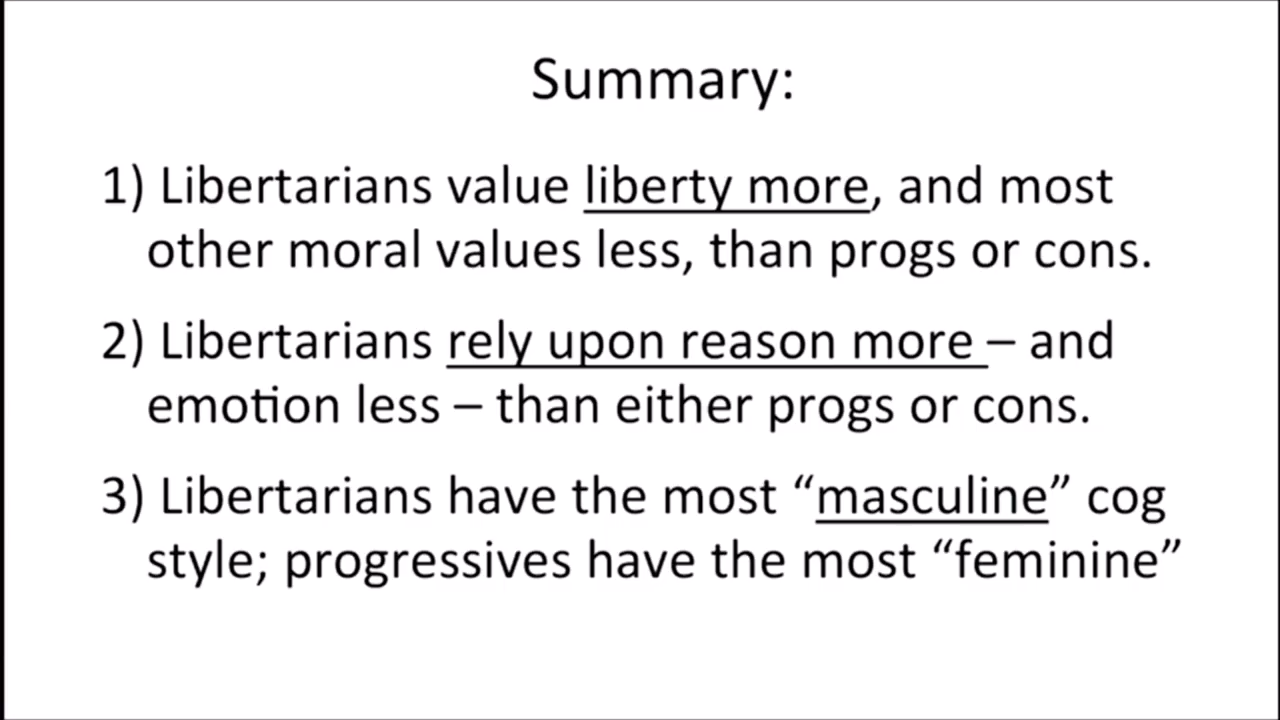 Summary:
1) Libertarians value liberty more, and most
other moral values less, than progs or cons.
2) Libertarians rely upon reason more – and
emotion less – than either progs or cons.
3) Libertarians have the most “masculine” cog
style; progressives have the most “feminine”